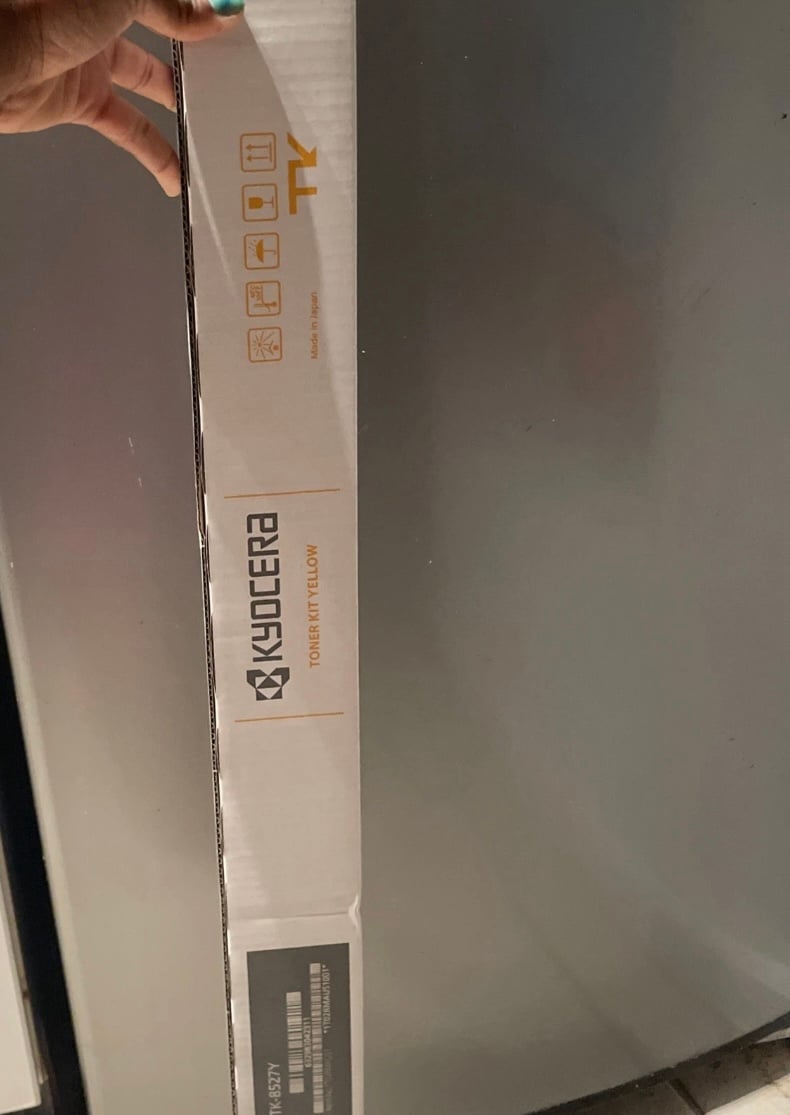 TK
Made in Japan
KYOCERA
TONER KIT YELLOW
TK-8527Y